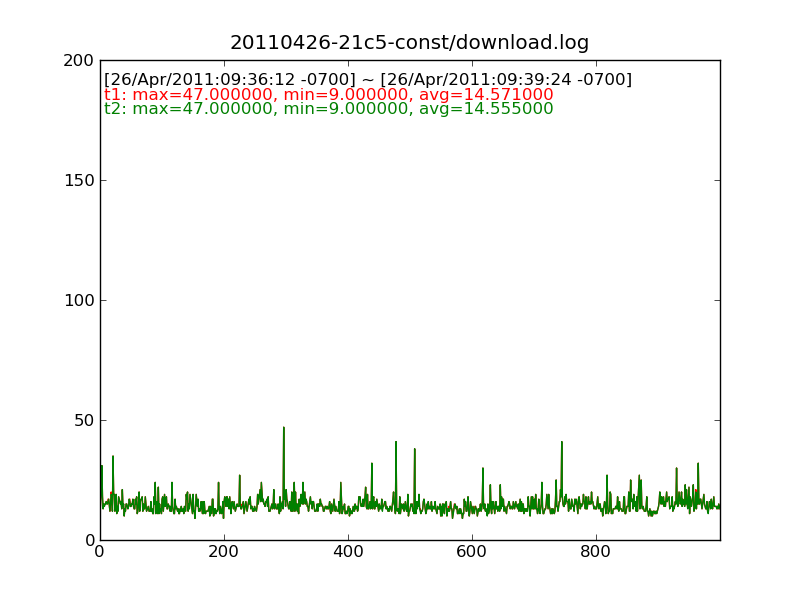 20110426-21c5-const/download.log
[26/Apr/2011:09:36:12 -0700] ~ [26/Apr/2011:09:39:24 -0700]
t1: max=47.000000, min=9.000000, avg=14.571000
t2: max=47.000000, min=9.000000, avg=14.555000
200
150
100
50
0
0 200 400 600 800